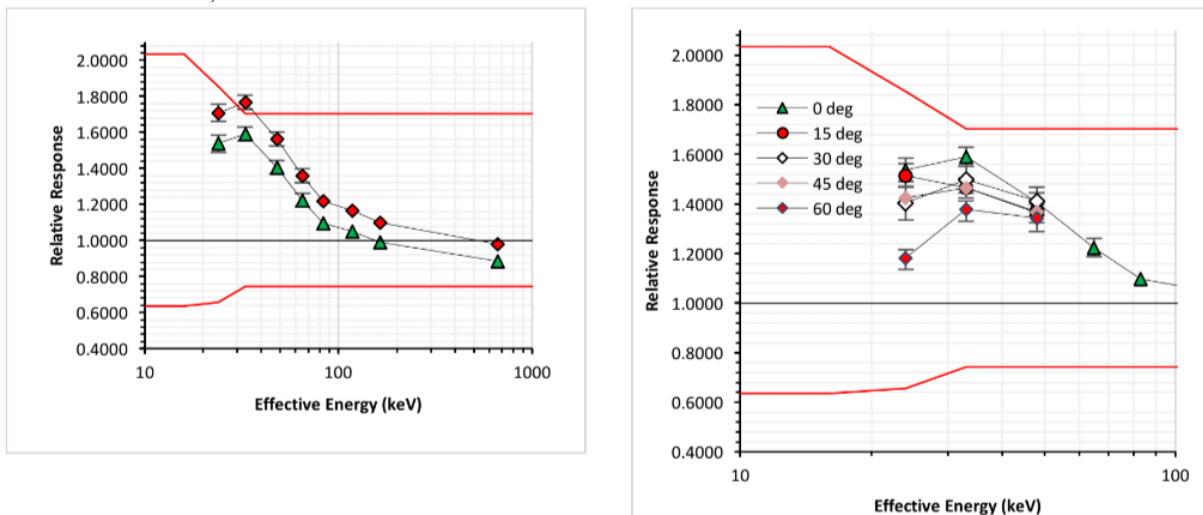 2.0000
1.8000
1.6000
1.4000
1.2000
1.0000
0.8000
0.6000
0.4000
Relative Response
10
100
1000
Effective Energy (keV)
2.0000
1.8000
1.6000
1.4000
1.2000
1.0000
0.8000
0.6000
0.4000
Relative Response
0 deg
15 deg
30 deg
45 deg
60 deg
10
100
Effective Energy (keV)